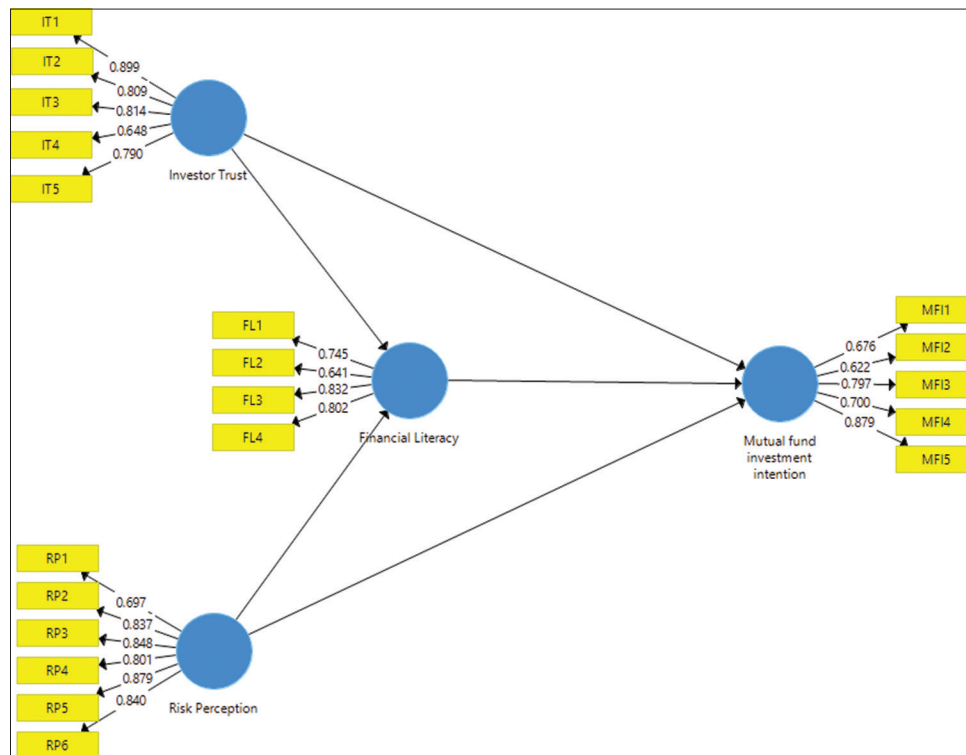 IT1
IT2
IT3
IT4
IT5
0.899
0.809
0.814
0.648
0.790
Investor Trust
FL1
FL2
FL3
FL4
0.745
0.641
0.832
0.802
Financial Literacy
MFI1
MFI2
MFI3
MFI4
MFI5
0.676
0.622
0.797
0.700
0.879
Mutual fund
investment
intention
RP1
RP2
RP3
RP4
RP5
RP6
0.697
0.837
0.848
0.801
0.879
0.840
Risk Perception